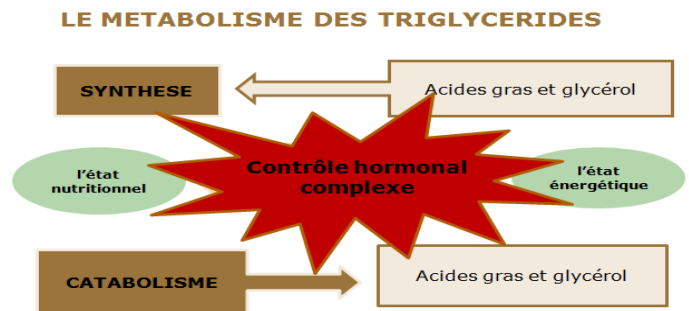 LE METABOLISME DES TRIGLYCERIDES
SYNTHESE
Acides gras et glycérol
l'état
nutritionnel
Contrôle hormonal
complexe
l'état
énergétique
CATABOLISME
Acides gras et glycérol